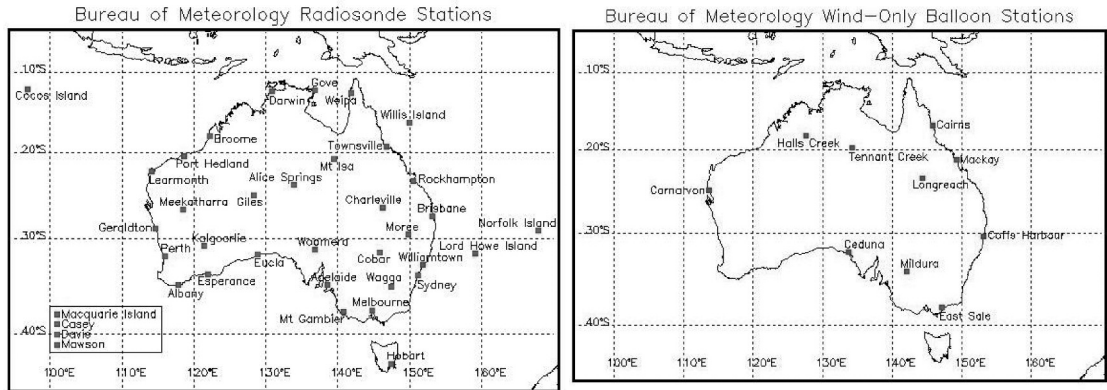 Bureau of Meteorology Radiosonde Stations
10°S
20°S
30°S
40°S
100°E 110°E 120°E 130°E 140°E 150°E 160°E
Cocos Island
Darwin
Gove
Weipa
Willis Island
Broome
Townsville
Port Hedland
Mt Isa
Learmonth
Alice Springs
Rockhampton
Meekatharra
Giles
Charleville
Brisbane
Geraldton
Moree
Norfolk Island
Kalgoorlie
Woomera
Lord Howe Island
Perth
Eucla
Cobar
Williamtown
Esperance
Adelaide
Wagga
Sydney
Albany
Melbourne
Mt Gambier
Hobart
Macquarie Island
Casey
Davis
Mawson
Bureau of Meteorology Wind-Only Balloon Stations
10°S
20°S
30°S
40°S
100°E 110°E 120°E 130°E 140°E 150°E 160°E
Cairns
Halls Creek
Tennant Creek
Mackay
Carnarvon
Longreach
Coffs Harbour
Ceduna
Mildura
East Sale